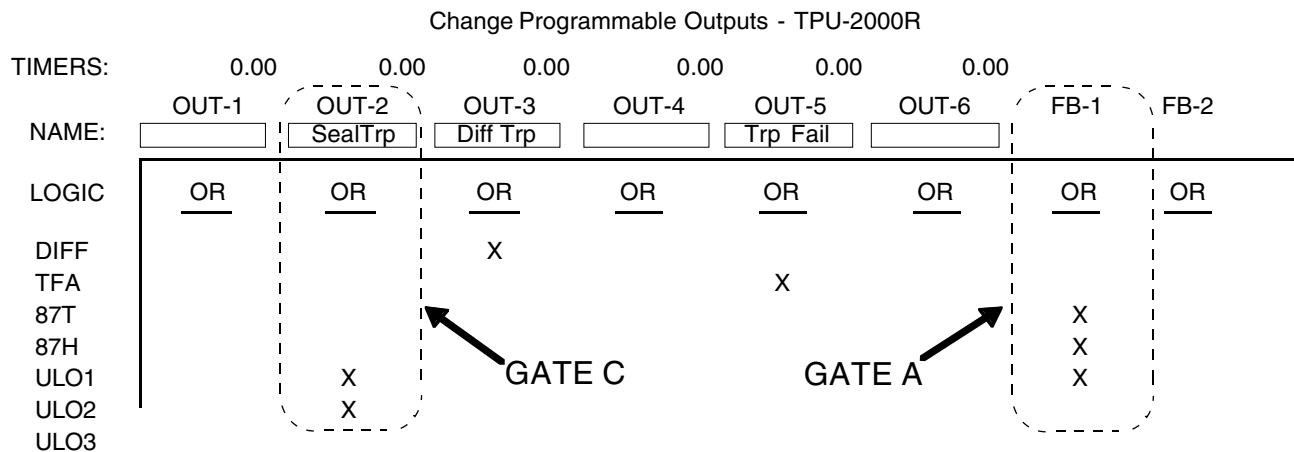 Change Programmable Outputs - TPU-2000R
TIMERS: 0.00 0.00 0.00 0.00 0.00 0.00
OUT-1 OUT-2 OUT-3 OUT-4 OUT-5 OUT-6 FB-1 FB-2
NAME: SealTrp Diff Trp Trp Fail
LOGIC OR OR OR OR OR OR OR OR
DIFF X
TFA X
87T X
87H X
GATE C GATE A
ULO1 X X
ULO2 X
ULO3